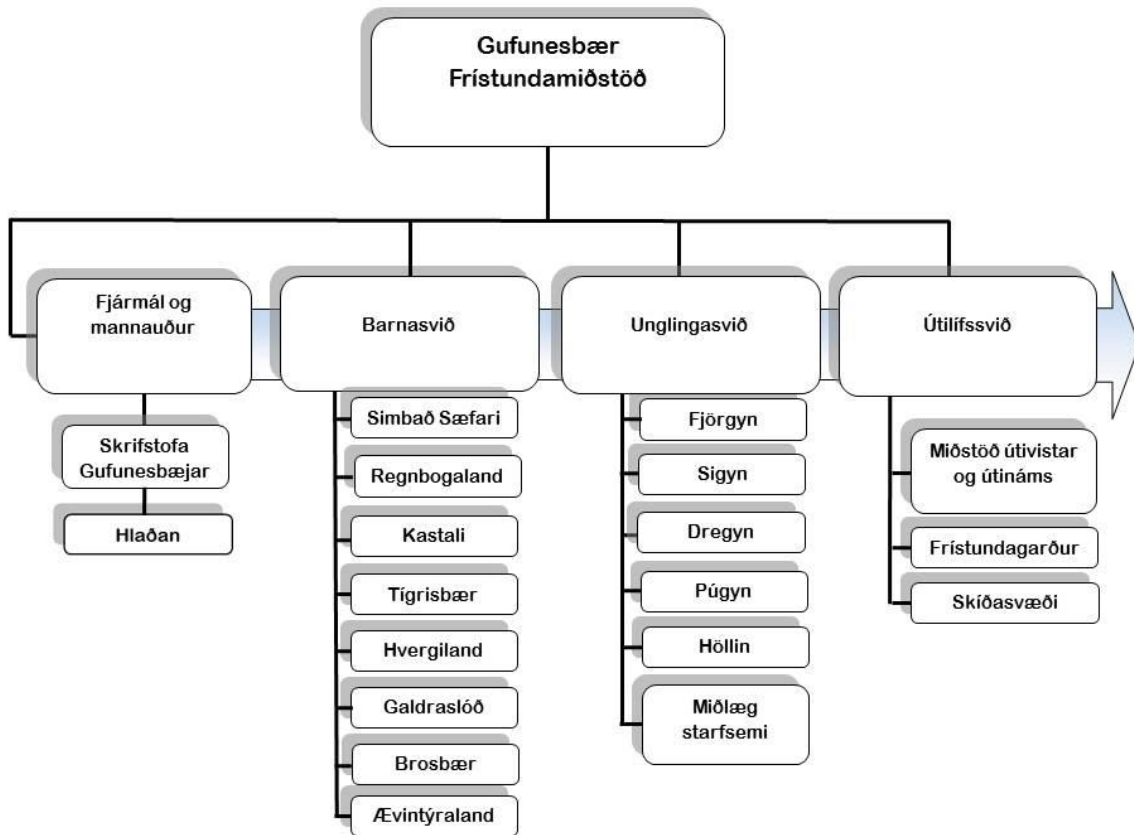 Gufunesbær
Frístundamiðstöð
Fjármál og
mannauður
Barnasvið
Unglingasvið
Útilífssvið
Skrifstofa
Gufunesbæjar
Hlaðan
Simbað Sæfari
Regnbogaland
Kastali
Tígrisbær
Hvergiland
Galdraslóð
Brosbær
Ævintýraland
Fjörgyn
Sigyn
Dregyn
Púgyn
Höllin
Miðlæg
starfsemi
Miðstöð útivistar
og útináms
Frístundagarður
Skíðasvæði